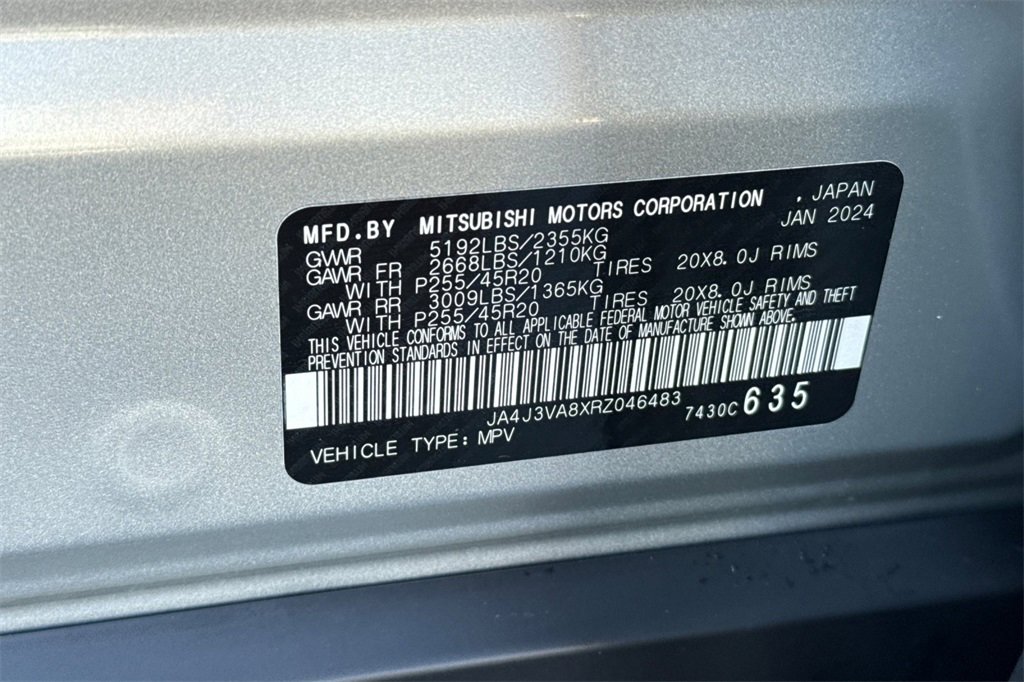 MFD.BY MITSUBISHI MOTORS CORPORATION , JAPAN
GVWR 5192LBS/2355KG JAN 2024
GAWR FR 2668LBS/1210KG
WITH P255/45R20 TIRES 20X8.0J RIMS
GAWR RR 3009LBS/1365KG
WITH P255/45R20 TIRES 20X8.0J RIMS
THIS VEHICLE CONFORMS TO ALL APPLICABLE FEDERAL MOTOR VEHICLE SAFETY AND THEFT
PREVENTION STANDARDS IN EFFECT ON THE DATE OF MANUFACTURE SHOWN ABOVE.
JA4J3VA8XRZ046483 7430C 635
VEHICLE TYPE: MPV